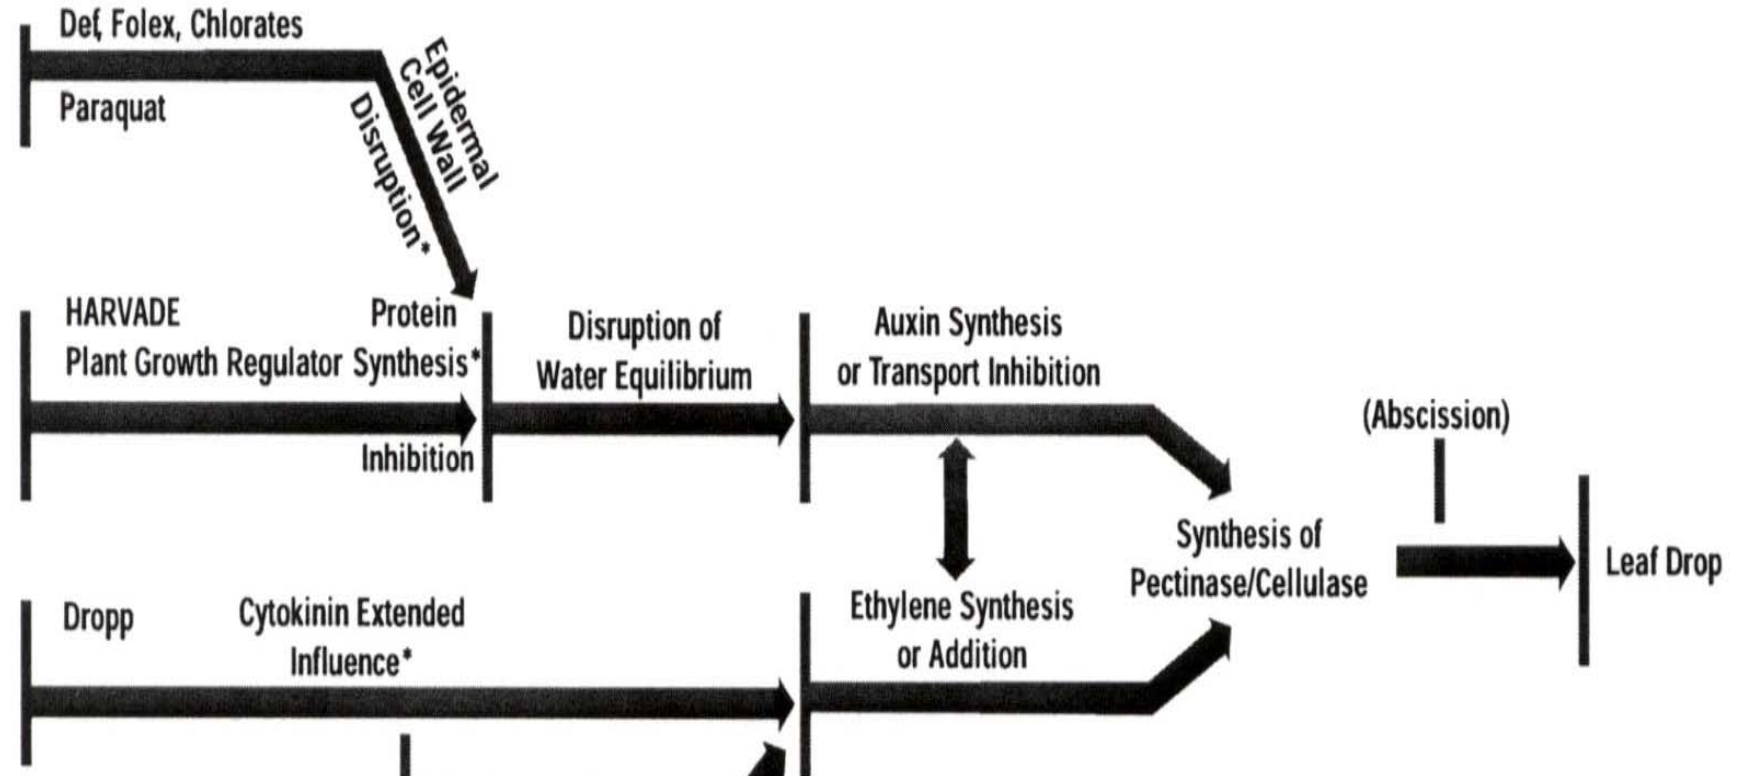 Def, Folex, Chlorates
Paraquat
Epidermal
Cell Wall
Disruption*
HARVADE Protein
Plant Growth Regulator Synthesis*
Inhibition
Disruption of
Water Equilibrium
Auxin Synthesis
or Transport Inhibition
(Abscission)
Synthesis of
Pectinase/Cellulase
Leaf Drop
Dropp
Cytokinin Extended
Influence*
Ethylene Synthesis
or Addition